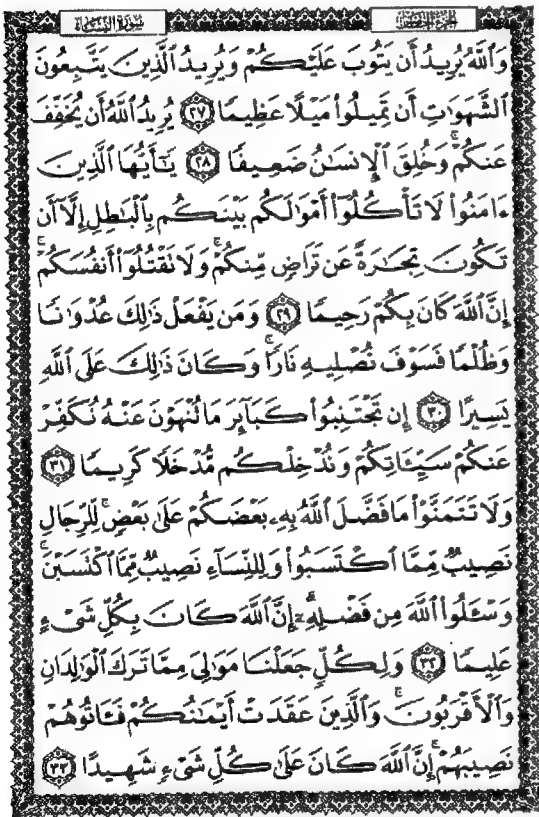 الجزء الخامس
سورة النساء
وَٱللَّهُ يُرِيدُ أَن يَتُوبَ عَلَيْكُمْ وَيُرِيدُ ٱلَّذِينَ يَتَّبِعُونَ
ٱلشَّهَوَٰتِ أَن تَمِيلُوا۟ مَيْلًا عَظِيمًا ٢٧ يُرِيدُ ٱللَّهُ أَن يُخَفِّفَ
عَنكُمْ ۚ وَخُلِقَ ٱلْإِنسَٰنُ ضَعِيفًا ٢٨ يَٰٓأَيُّهَا ٱلَّذِينَ
ءَامَنُوا۟ لَا تَأْكُلُوٓا۟ أَمْوَٰلَكُم بَيْنَكُم بِٱلْبَٰطِلِ إِلَّآ أَن
تَكُونَ تِجَٰرَةً عَن تَرَاضٍ مِّنكُمْ ۚ وَلَا تَقْتُلُوٓا۟ أَنفُسَكُمْ ۚ
إِنَّ ٱللَّهَ كَانَ بِكُمْ رَحِيمًا ٢٩ وَمَن يَفْعَلْ ذَٰلِكَ عُدْوَٰنًا
وَظُلْمًا فَسَوْفَ نُصْلِيهِ نَارًا ۚ وَكَانَ ذَٰلِكَ عَلَى ٱللَّهِ
يَسِيرًا ٣٠ إِن تَجْتَنِبُوا۟ كَبَآئِرَ مَا تُنْهَوْنَ عَنْهُ نُكَفِّرْ
عَنكُمْ سَيِّـَٔاتِكُمْ وَنُدْخِلْكُم مُّدْخَلًا كَرِيمًا ٣١
وَلَا تَتَمَنَّوْا۟ مَا فَضَّلَ ٱللَّهُ بِهِۦ بَعْضَكُمْ عَلَىٰ بَعْضٍ ۚ لِّلرِّجَالِ
نَصِيبٌ مِّمَّا ٱكْتَسَبُوا۟ ۖ وَلِلنِّسَآءِ نَصِيبٌ مِّمَّا ٱكْتَسَبْنَ ۚ
وَسْـَٔلُوا۟ ٱللَّهَ مِن فَضْلِهِۦٓ ۗ إِنَّ ٱللَّهَ كَانَ بِكُلِّ شَىْءٍ
عَلِيمًا ٣٢ وَلِكُلٍّ جَعَلْنَا مَوَٰلِىَ مِمَّا تَرَكَ ٱلْوَٰلِدَانِ
وَٱلْأَقْرَبُونَ ۚ وَٱلَّذِينَ عَقَدَتْ أَيْمَٰنُكُمْ فَـَٔاتُوهُمْ
نَصِيبَهُمْ ۚ إِنَّ ٱللَّهَ كَانَ عَلَىٰ كُلِّ شَىْءٍ شَهِيدًا ٣٣